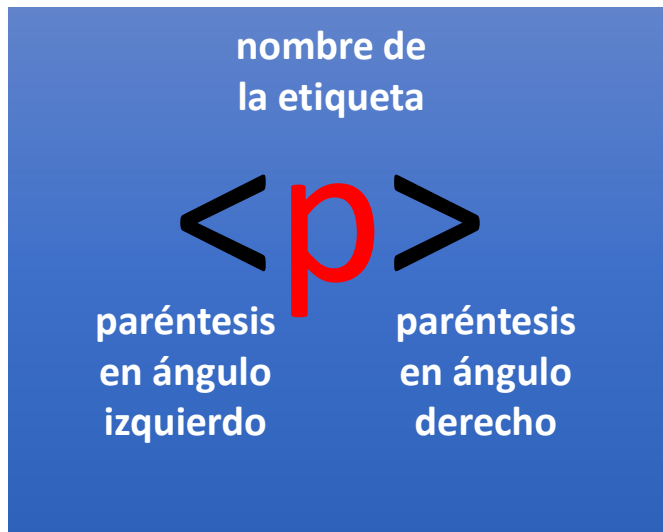 nombre de
la etiqueta
<p>
paréntesis
en ángulo
izquierdo
paréntesis
en ángulo
derecho